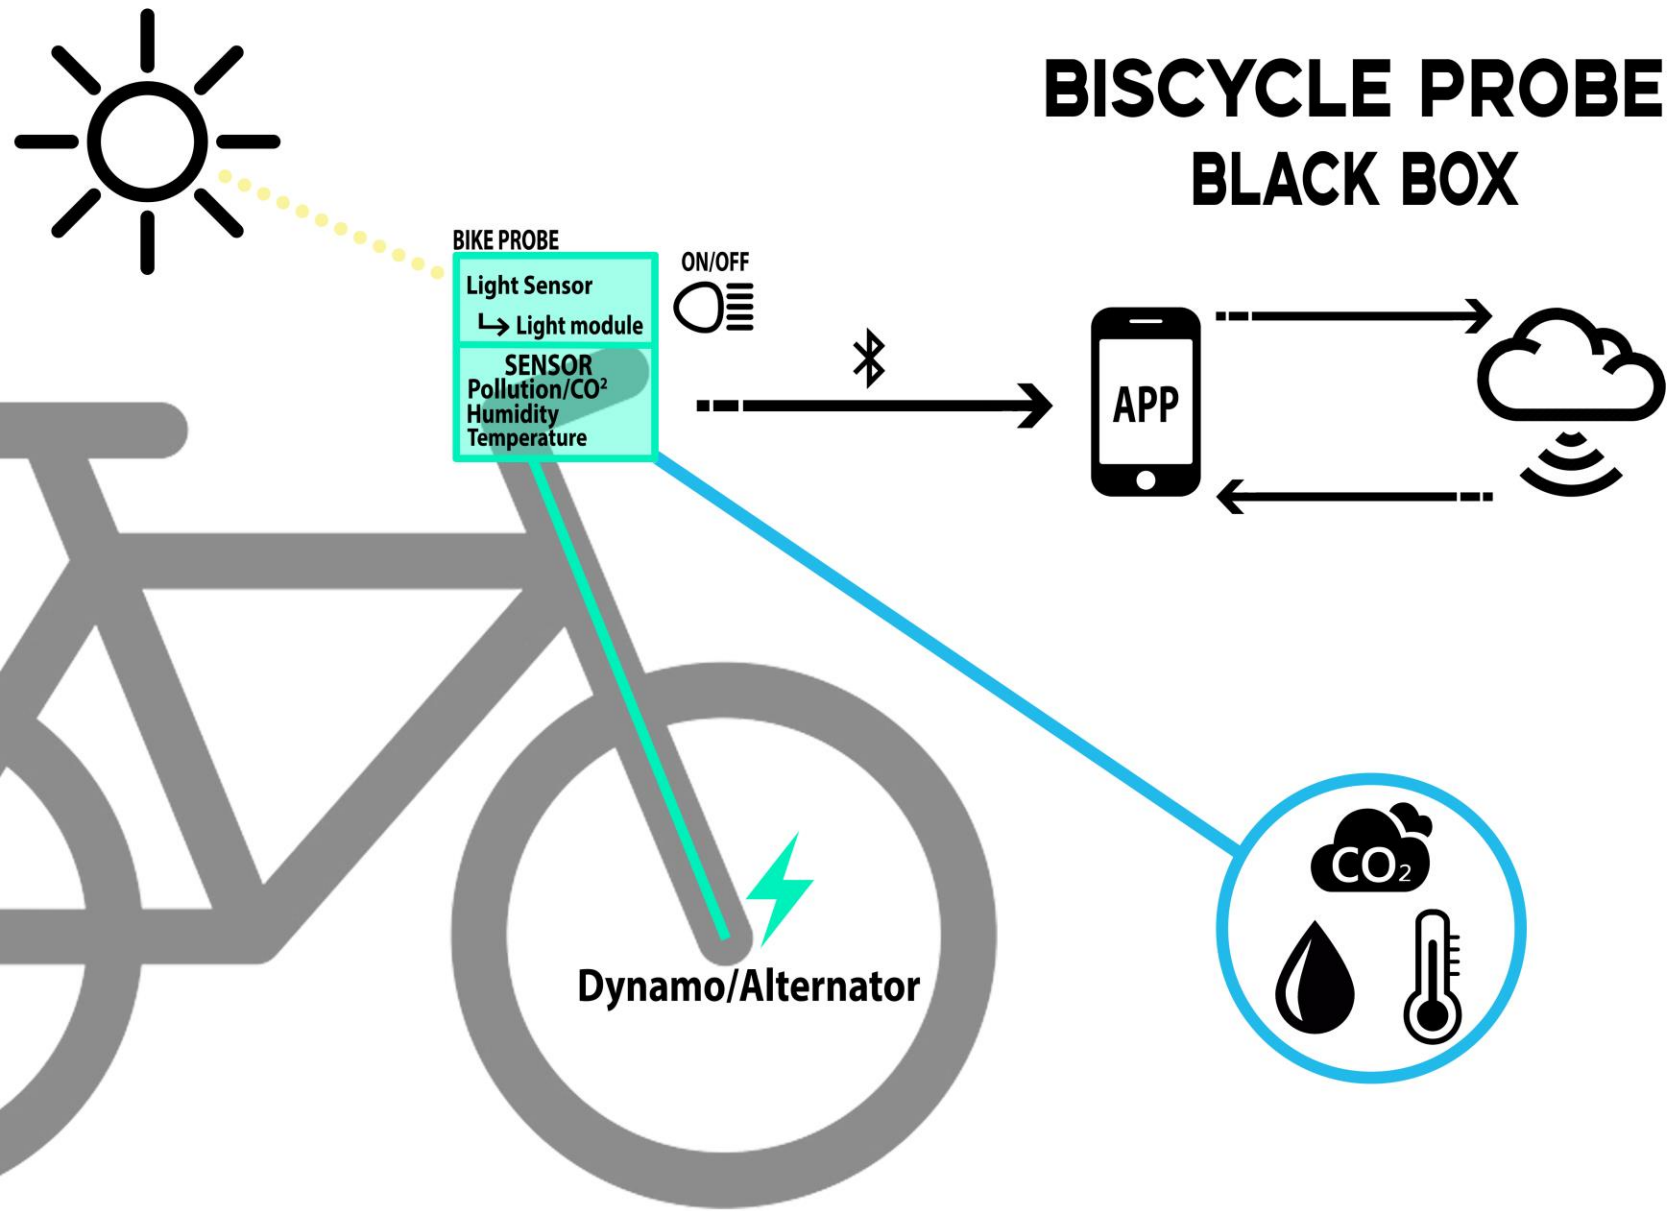 BISCYCLE PROBE
BLACK BOX
BIKE PROBE
Light Sensor
Light module
ON/OFF
SENSOR
Pollution/CO²
Humidity
Temperature
APP
CO₂
Dynamo/Alternator